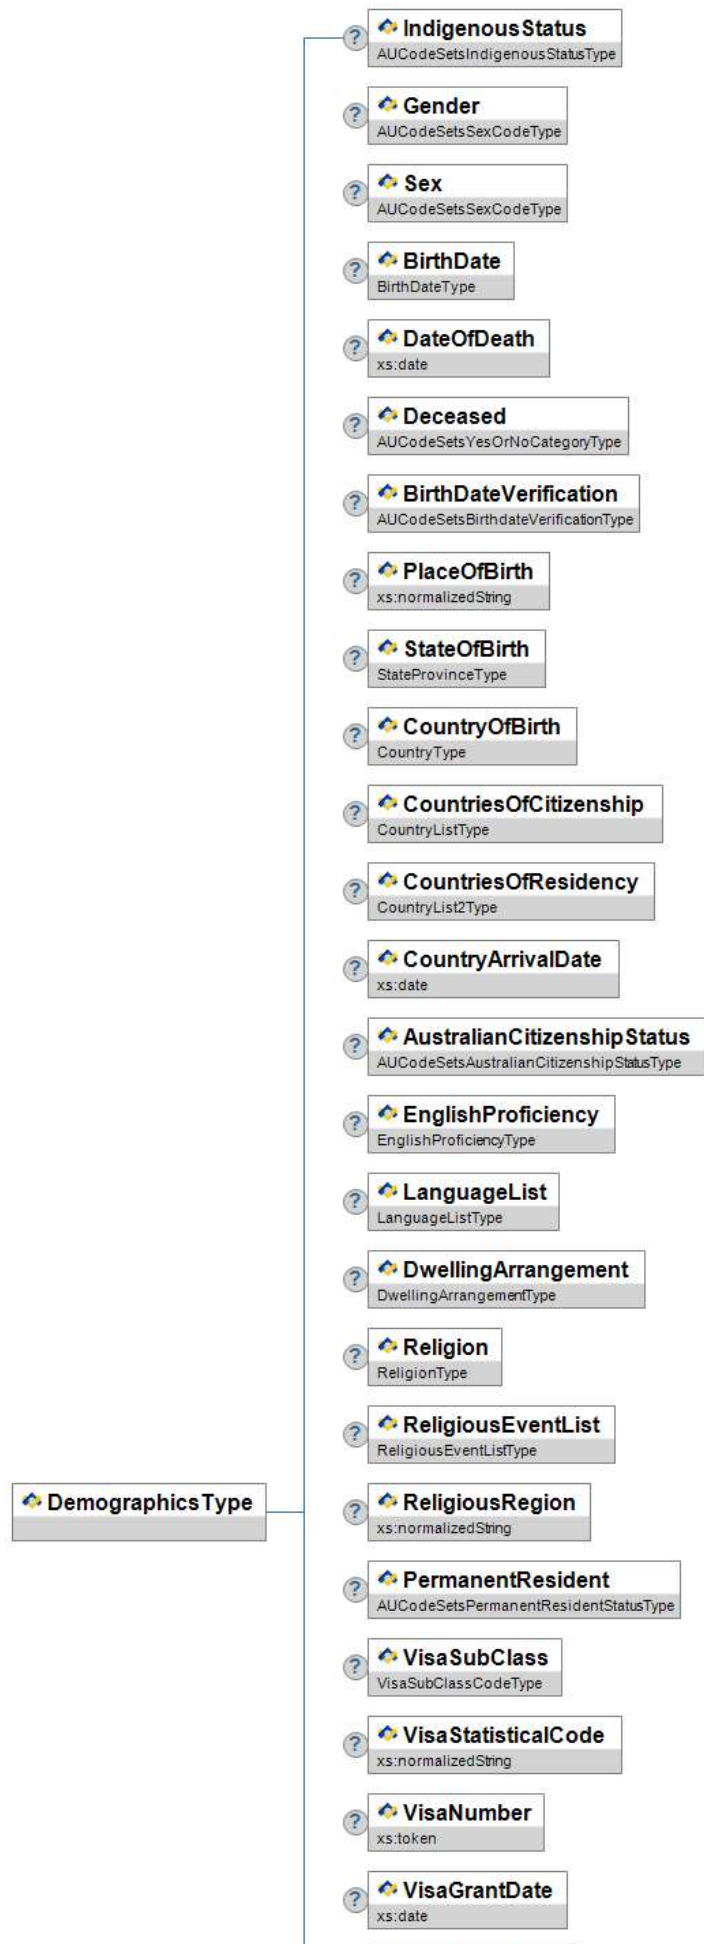 ? IndigenousStatus
AUCodeSetsIndigenousStatusType
? Gender
AUCodeSetsSexCodeType
? Sex
AUCodeSetsSexCodeType
? BirthDate
BirthDateType
? DateOfDeath
xs:date
? Deceased
AUCodeSetsYesOrNoCategoryType
? BirthDateVerification
AUCodeSetsBirthdateVerificationType
? PlaceOfBirth
xs:normalizedString
? StateOfBirth
StateProvinceType
? CountryOfBirth
CountryType
? CountriesOfCitizenship
CountryListType
? CountriesOfResidency
CountryList2Type
? CountryArrivalDate
xs:date
? AustralianCitizenshipStatus
AUCodeSetsAustralianCitizenshipStatusType
? EnglishProficiency
EnglishProficiencyType
? LanguageList
LanguageListType
? DwellingArrangement
DwellingArrangementType
? Religion
ReligionType
? ReligiousEventList
ReligiousEventListType
DemographicsType
? ReligiousRegion
xs:normalizedString
? PermanentResident
AUCodeSetsPermanentResidentStatusType
? VisaSubClass
VisaSubClassCodeType
? VisaStatisticalCode
xs:normalizedString
? VisaNumber
xs:token
? VisaGrantDate
xs:date